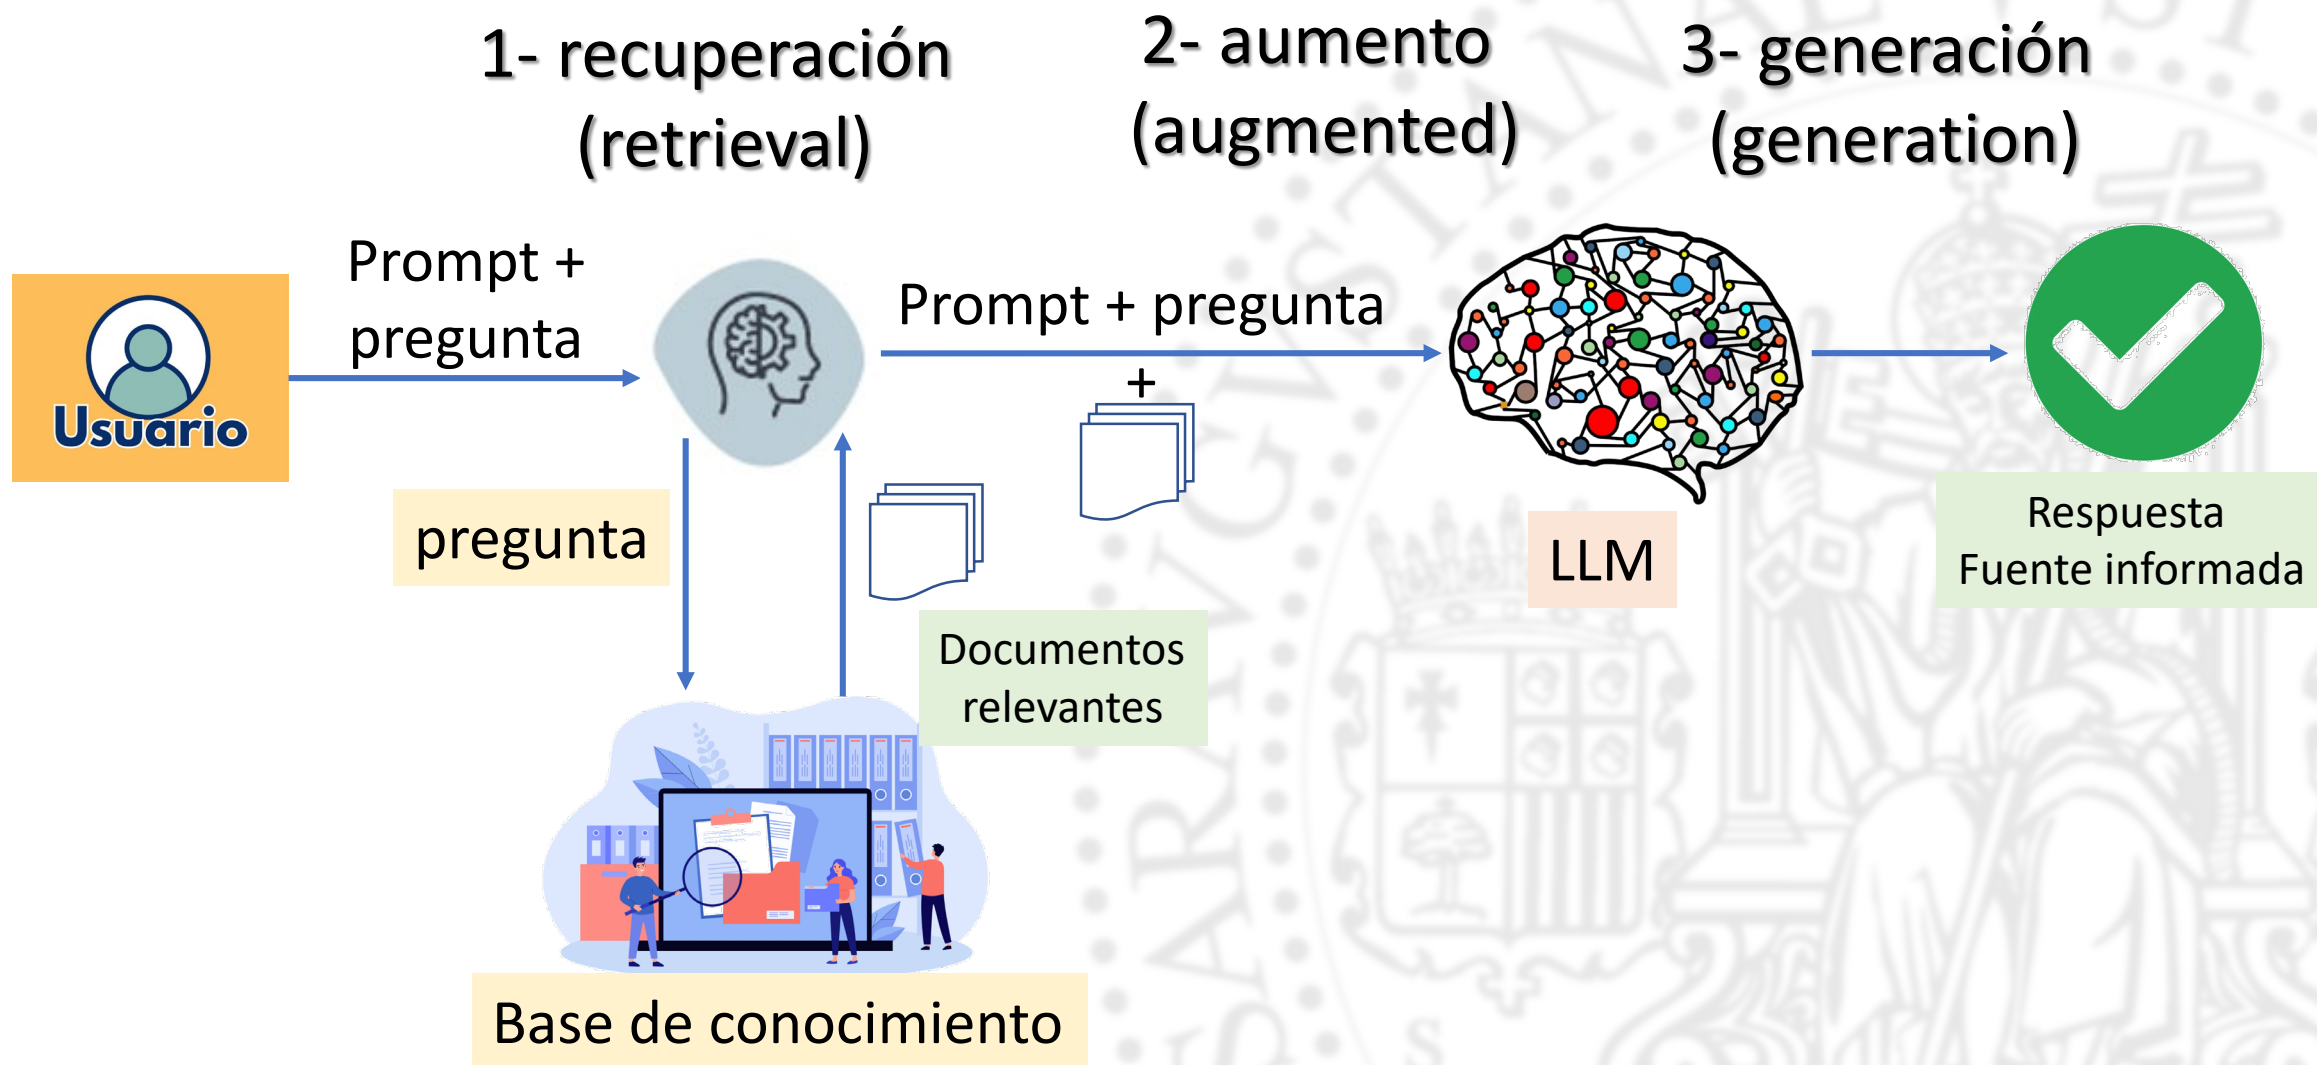 1- recuperación
(retrieval)
2- aumento
(augmented)
3- generación
(generation)
Usuario
Prompt +
pregunta
Prompt + pregunta
+
pregunta
Documentos
relevantes
LLM
Respuesta
Fuente informada
Base de conocimiento